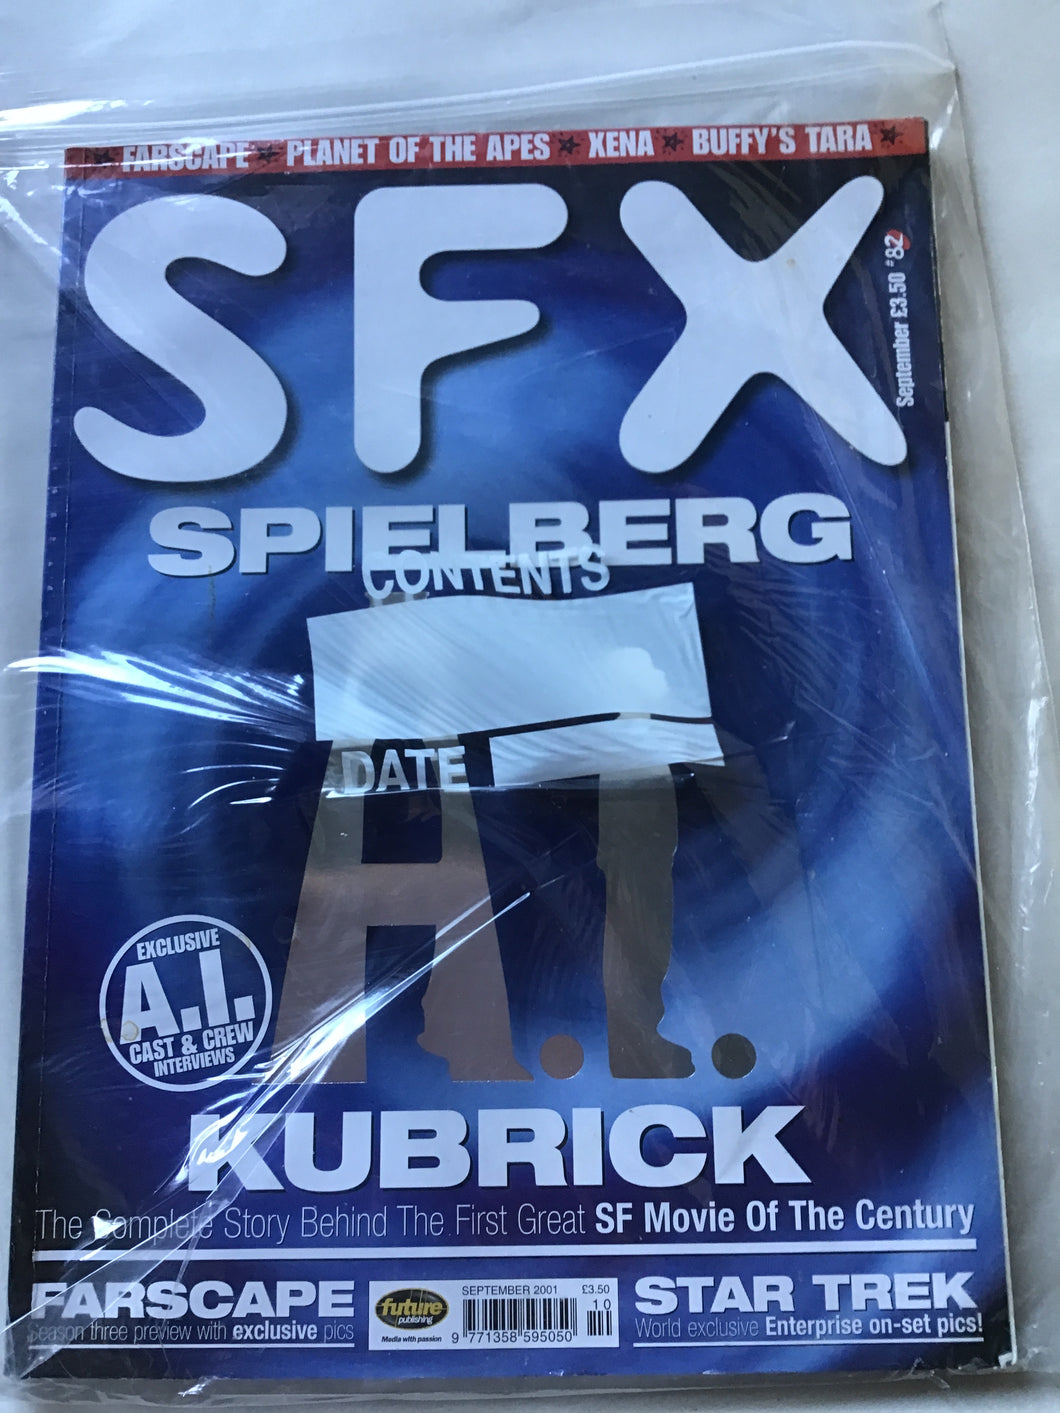 FARSCAPE ★ PLANET OF THE APES ★ XENA ★ BUFFY'S TARA ★
SFX
September £3.50 #82
SPIELBERG
CONTENTS
DATE
A.I.
EXCLUSIVE
A.I.
CAST & CREW
INTERVIEWS
KUBRICK
The Complete Story Behind The First Great SF Movie Of The Century
FARSCAPE
Season three preview with exclusive pics
future
publishing
Media with passion
SEPTEMBER 2001 £3.50
10
9 771358 595050
STAR TREK
World exclusive Enterprise on-set pics!